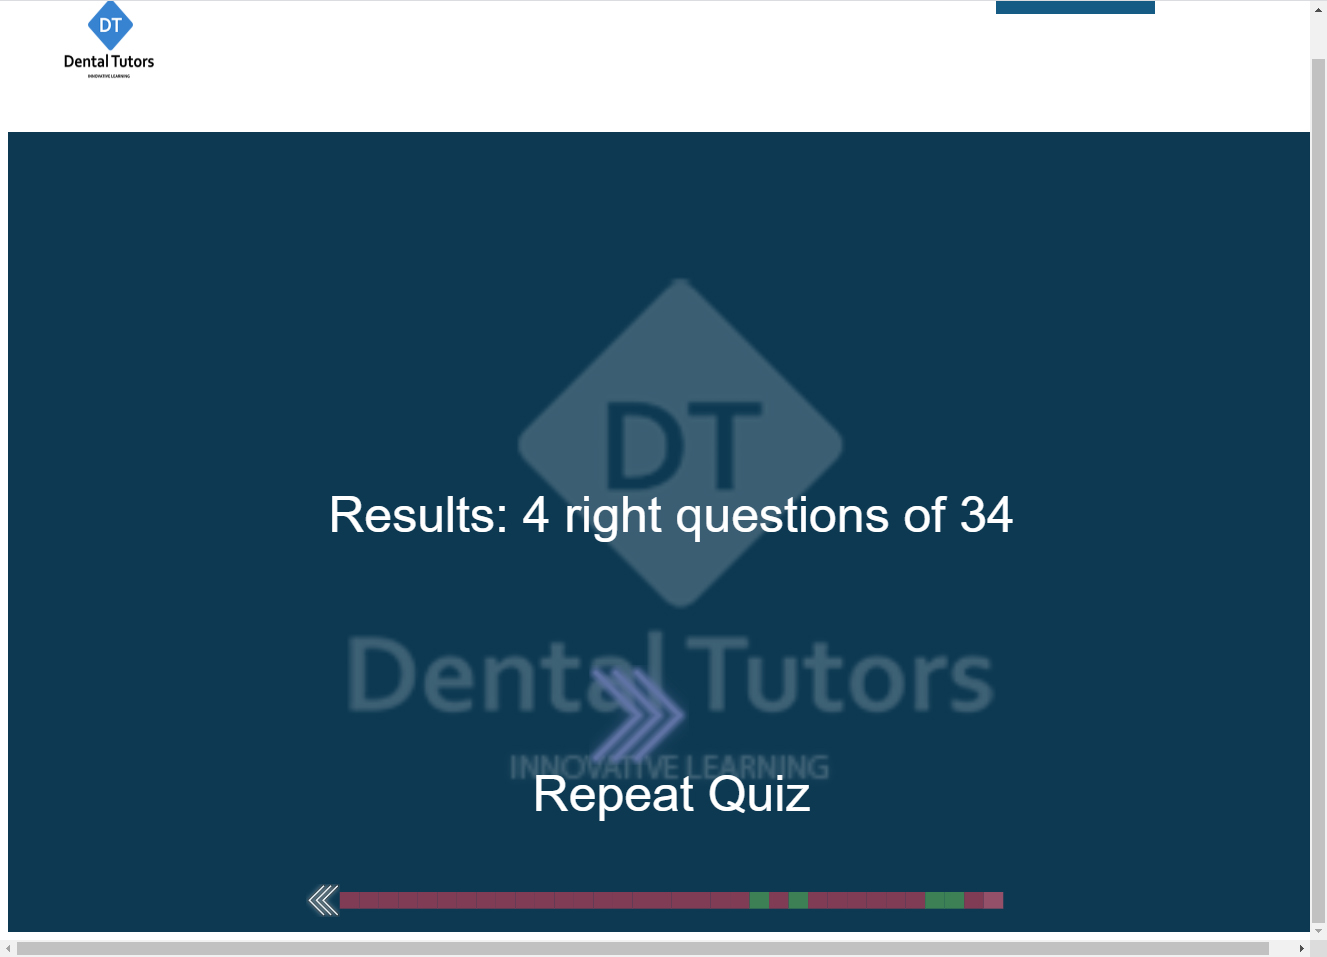 DT
Dental Tutors
INNOVATIVE LEARNING
DT
Results: 4 right questions of 34
Dental Tutors
INNOVATIVE LEARNING
Repeat Quiz